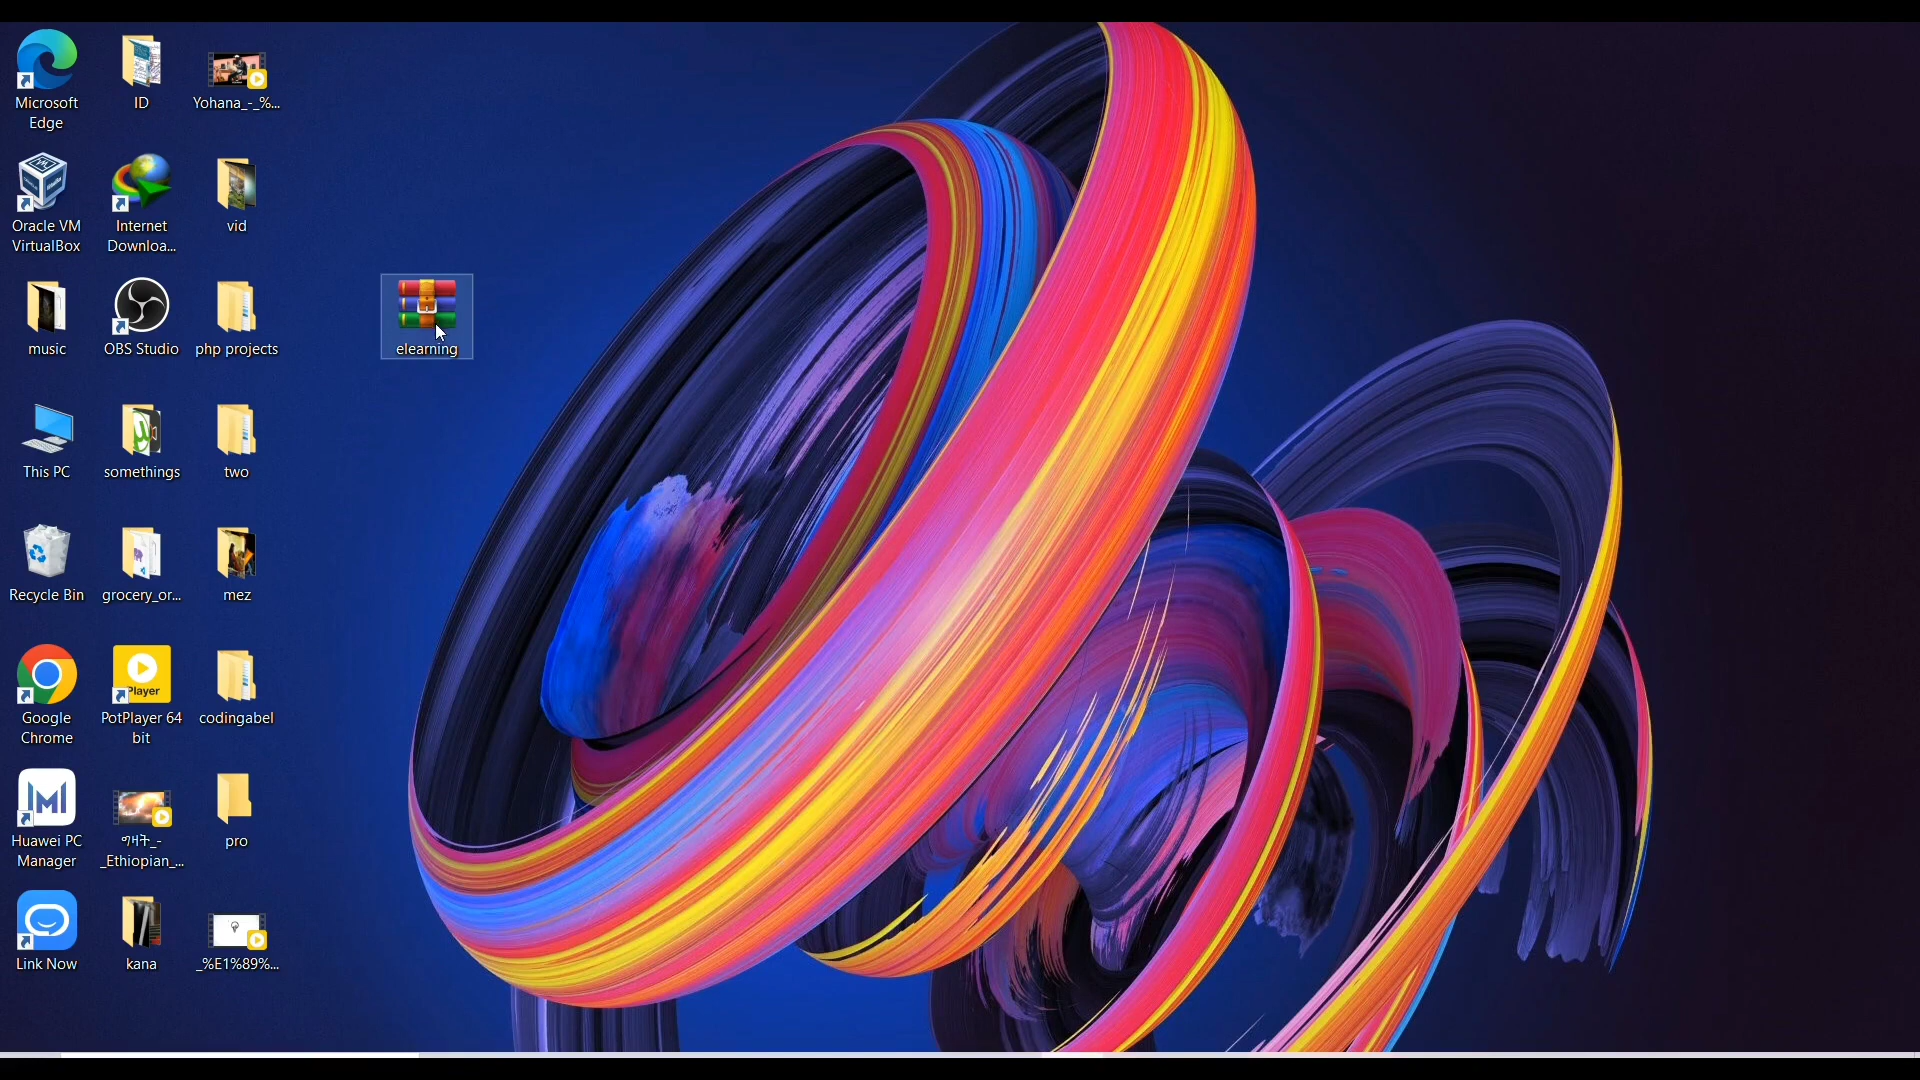 Microsoft
Edge
ID
Yohana_-_%...
Oracle VM
VirtualBox
Internet
Downloa...
vid
music
OBS Studio
php projects
elearning
This PC
somethings
two
Recycle Bin
grocery_or...
mez
Google
Chrome
Player
PotPlayer 64
bit
codingabel
Huawei PC
Manager
ግዛት_-
_Ethiopian_...
pro
Link Now
kana
_%E1%89%...